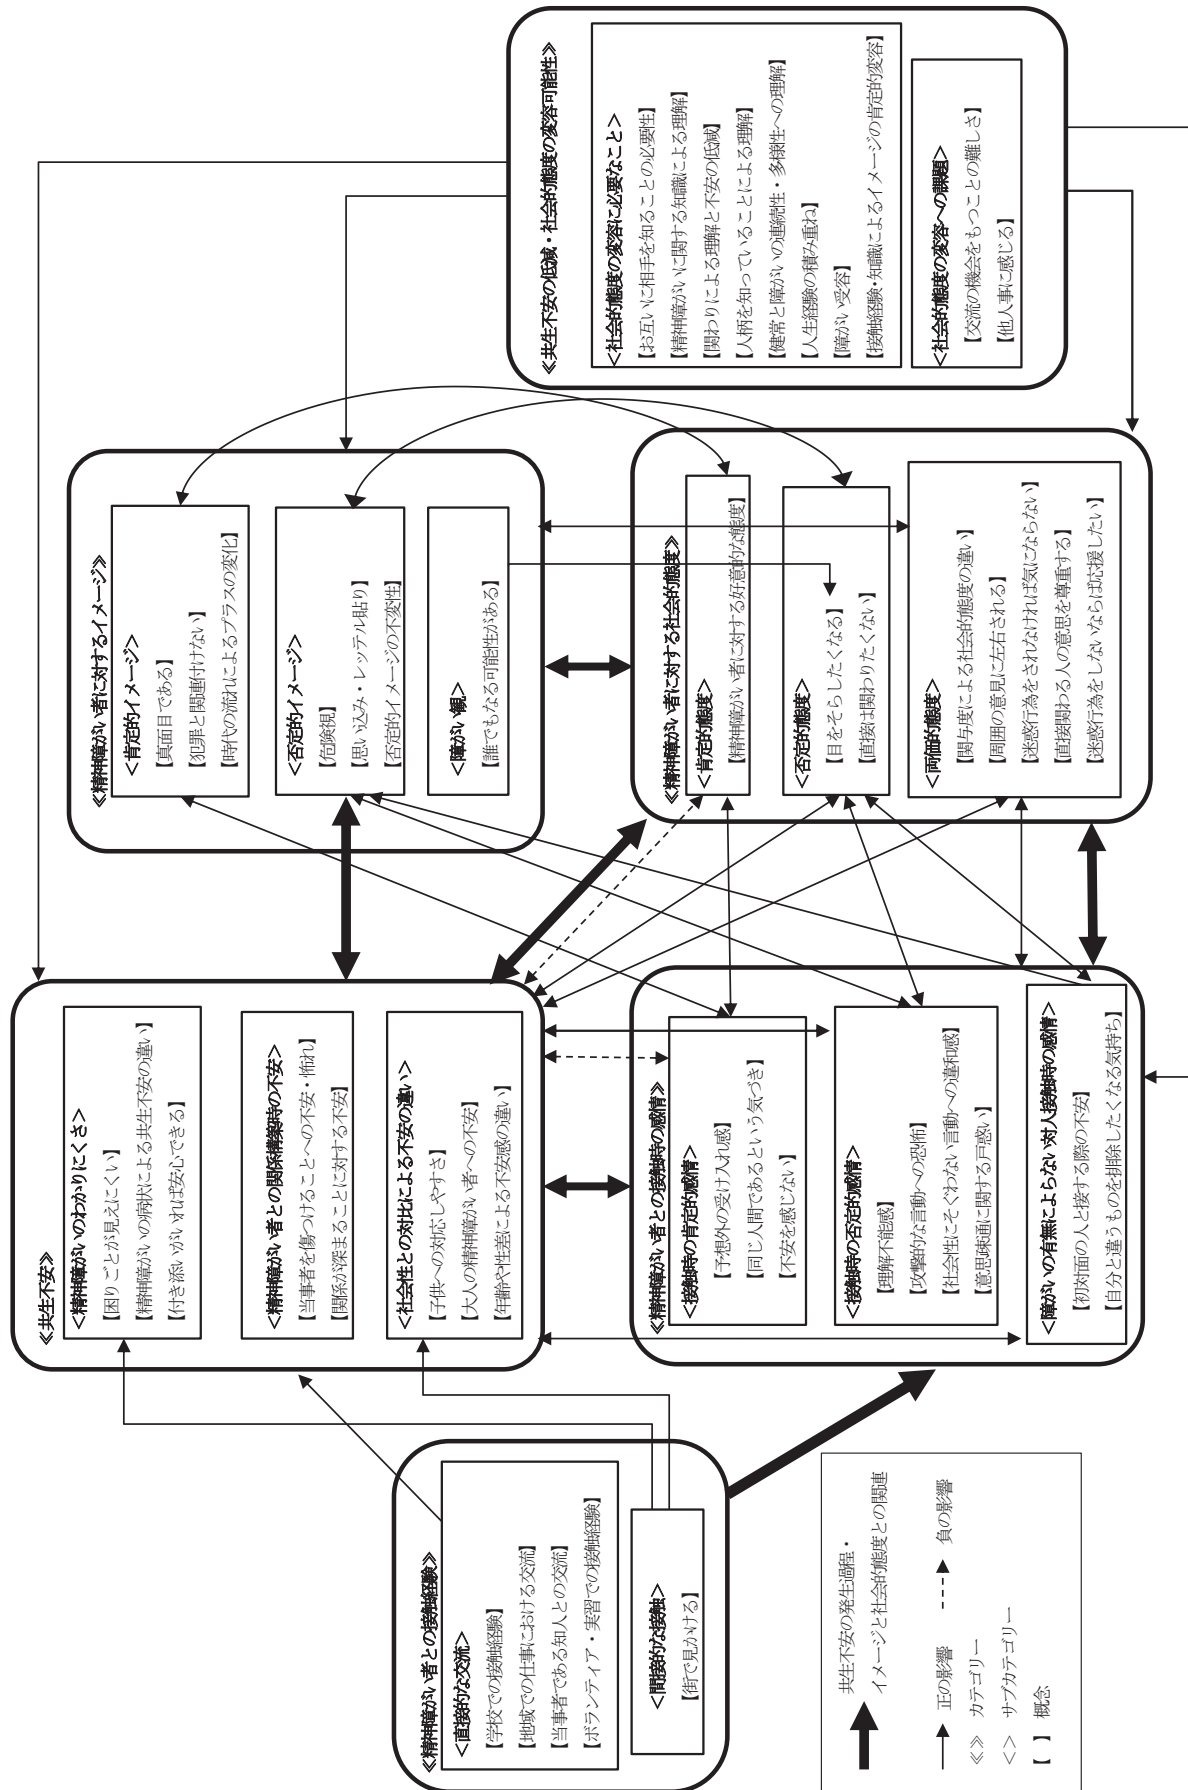 ≪精神障がい者との接触経験≫
＜直接的な交流＞
【学校での接触経験】
【地域での仕事における交流】
【当事者である知人との交流】
【ボランティア・実習での接触経験】
＜間接的な接触＞
【街で見かける】
≪共生不安≫
＜精神障がいのわかりにくさ＞
【困りごとが見えにくい】
【精神障がいの病状による共生不安の違い】
【付き添いがいれば安心できる】
＜精神障がい者との関係構築時の不安＞
【当事者を傷つけることへの不安・怖れ】
【関係が深まることに対する不安】
＜社会性との対比による不安の違い＞
【子供への対応しやすさ】
【大人の精神障がい者への不安】
【年齢や性差による不安感の違い】
≪精神障がい者との接触時の感情≫
＜接触時の肯定的感情＞
【予想外の受け入れ感】
【同じ人間であるという気づき】
【不安を感じない】
＜接触時の否定的感情＞
【理解不能感】
【攻撃的な言動への恐怖】
【社会性にそぐわない言動への違和感】
【意思疎通に関する戸惑い】
＜障がいの有無によらない対人接触時の感情＞
【初対面の人と接する際の不安】
【自分と違うものを排除したくなる気持ち】
≪精神障がい者に対するイメージ≫
＜肯定的イメージ＞
【真面目である】
【犯罪と関連付けない】
【時代の流れによるプラスの変化】
＜否定的イメージ＞
【危険視】
【思い込み・レッテル貼り】
【否定的イメージの不変性】
＜障がい観＞
【誰でもなる可能性がある】
≪精神障がい者に対する社会的態度≫
＜肯定的態度＞
【精神障がい者に対する好意的な態度】
＜否定的態度＞
【目をそらしたくなる】
【直接は関わりたくない】
＜両価的態度＞
【関与度による社会的態度の違い】
【周囲の意見に左右される】
【迷惑行為をされなければ気にならない】
【直接関わる人の意思を尊重する】
【迷惑行為をしないならば応援したい】
≪共生不安の低減・社会的態度の変容可能性≫
＜社会的態度の変容に必要なこと＞
【お互いに相手を知ることの必要性】
【精神障がいに関する知識による理解】
【関わりによる理解と不安の低減】
【人柄を知っていることによる理解】
【健常と障がいの連続性・多様性への理解】
【人生経験の積み重ね】
【障がい受容】
【接触経験・知識によるイメージの肯定的変容】
＜社会的態度の変容への課題＞
【交流の機会をもつことの難しさ】
【他人事に感じる】
共生不安の発生過程・
イメージと社会的態度との関連
正の影響 負の影響
≪≫ カテゴリー
＜＞ サブカテゴリー
【 】 概念